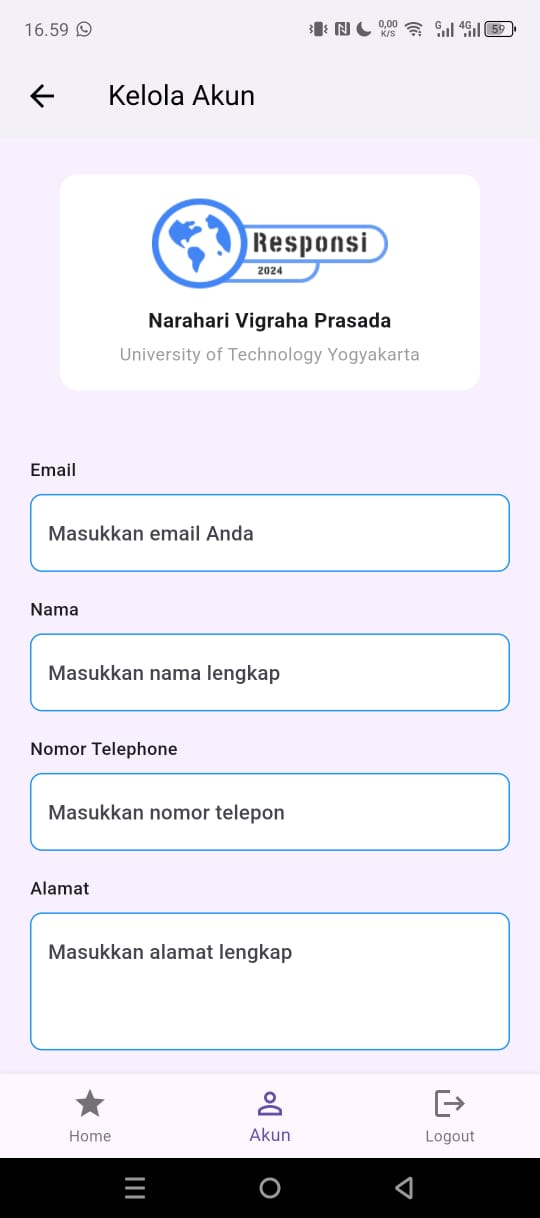 16.59
0,00
K/S
G
4G
59
Kelola Akun
Responsi
2024
Narahari Vigraha Prasada
University of Technology Yogyakarta
Email
Masukkan email Anda
Nama
Masukkan nama lengkap
Nomor Telephone
Masukkan nomor telepon
Alamat
Masukkan alamat lengkap
Home
Akun
Logout